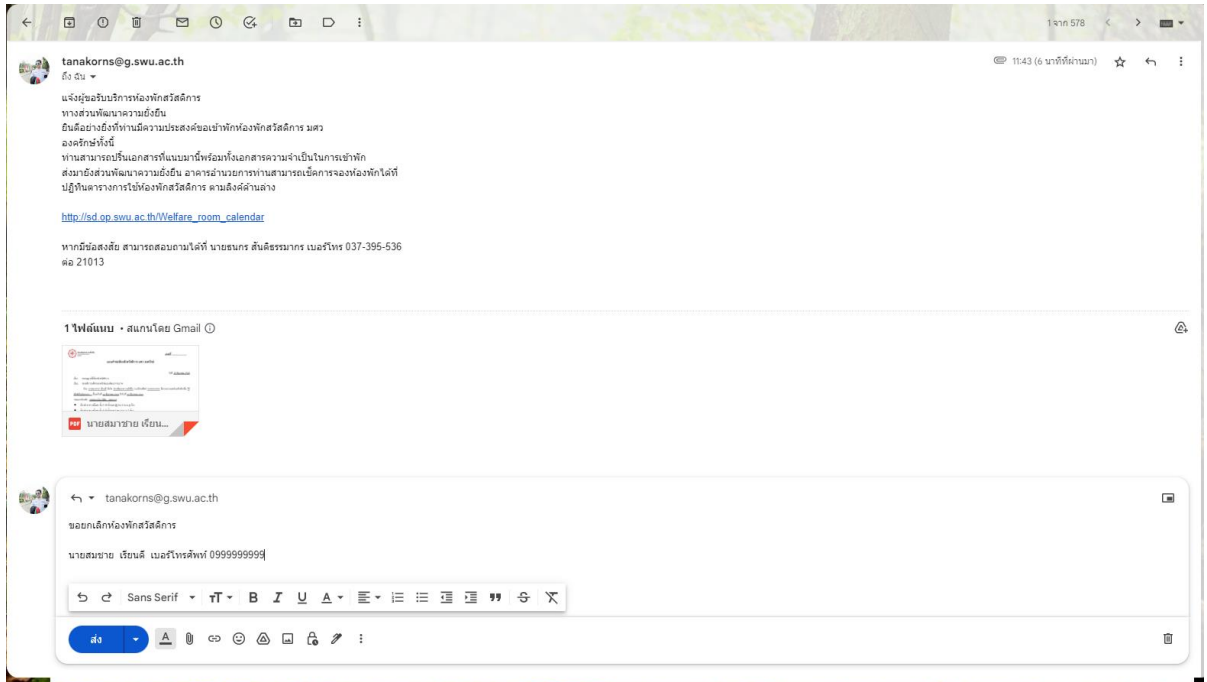 1 จาก 578
tanakorns@g.swu.ac.th
11:43 (6 นาทีที่ผ่านมา)
ถึง ฉัน
แจ้งผู้ขอรับบริการห้องพักสวัสดิการ
ทางส่วนพัฒนาความยั่งยืน
ยินดีอย่างยิ่งที่ท่านมีความประสงค์ขอเข้าพักห้องพักสวัสดิการ มศว
องครักษ์ทั้งนี้
ท่านสามารถปริ้นเอกสารที่แนบมานี้พร้อมทั้งเอกสารความจำเป็นในการเข้าพัก
ส่งมายังส่วนพัฒนาความยั่งยืน อาคารอำนวยการท่านสามารถเช็คการจองห้องพักได้ที่
ปฏิทินตารางการใช้ห้องพักสวัสดิการ ตามลิงค์ด้านล่าง
http://sd.op.swu.ac.th/Welfare_room_calendar
หากมีข้อสงสัย สามารถสอบถามได้ที่ นายธนกร สันติธรรมากร เบอร์โทร 037-395-536
ต่อ 21013
1 ไฟล์แนบ • สแกนโดย Gmail
PDF นายสมาชาย เรียน...
tanakorns@g.swu.ac.th
ขอยกเลิกห้องพักสวัสดิการ
นายสมชาย เรียนดี เบอร์โทรศัพท์ 0999999999
Sans Serif
ส่ง